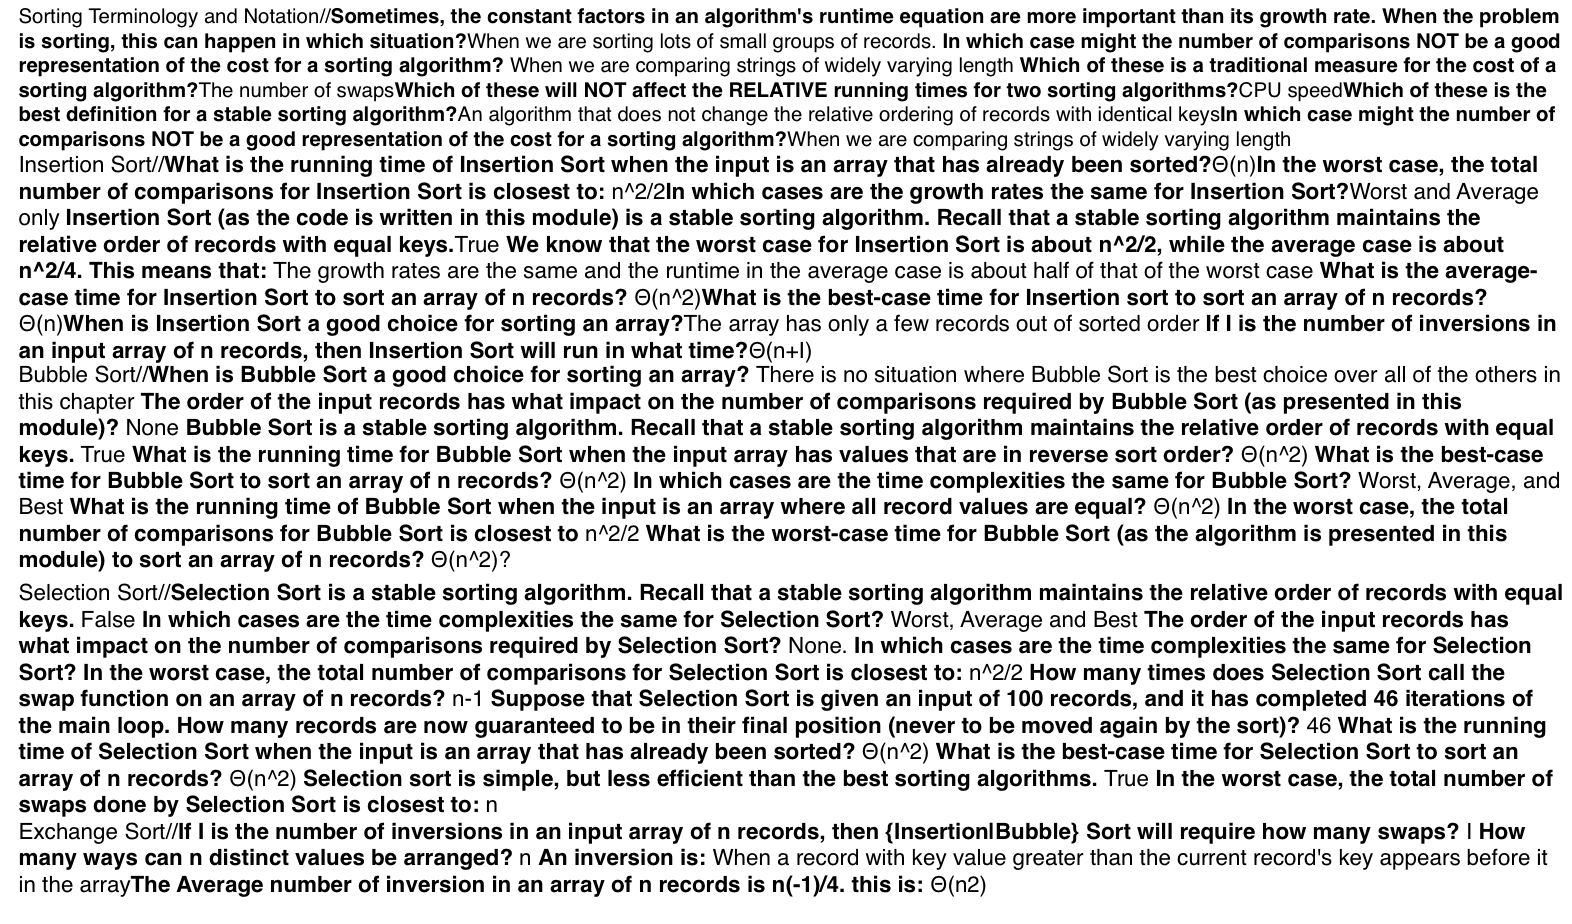 Sorting Terminology and Notation//Sometimes, the constant factors in an algorithm's runtime equation are more important than its growth rate. When the problem
is sorting, this can happen in which situation?When we are sorting lots of small groups of records. In which case might the number of comparisons NOT be a good
representation of the cost for a sorting algorithm? When we are comparing strings of widely varying length Which of these is a traditional measure for the cost of a
sorting algorithm?The number of swapsWhich of these will NOT affect the RELATIVE running times for two sorting algorithms?CPU speedWhich of these is the
best definition for a stable sorting algorithm?An algorithm that does not change the relative ordering of records with identical keysIn which case might the number of
comparisons NOT be a good representation of the cost for a sorting algorithm?When we are comparing strings of widely varying length
Insertion Sort//What is the running time of Insertion Sort when the input is an array that has already been sorted?Θ(n)In the worst case, the total
number of comparisons for Insertion Sort is closest to: n^2/2In which cases are the growth rates the same for Insertion Sort?Worst and Average
only Insertion Sort (as the code is written in this module) is a stable sorting algorithm. Recall that a stable sorting algorithm maintains the
relative order of records with equal keys.True We know that the worst case for Insertion Sort is about n^2/2, while the average case is about
n^2/4. This means that: The growth rates are the same and the runtime in the average case is about half of that of the worst case What is the average-
case time for Insertion Sort to sort an array of n records? Θ(n^2)What is the best-case time for Insertion sort to sort an array of n records?
Θ(n)When is Insertion Sort a good choice for sorting an array?The array has only a few records out of sorted order If I is the number of inversions in
an input array of n records, then Insertion Sort will run in what time?Θ(n+I)
Bubble Sort//When is Bubble Sort a good choice for sorting an array? There is no situation where Bubble Sort is the best choice over all of the others in
this chapter The order of the input records has what impact on the number of comparisons required by Bubble Sort (as presented in this
module)? None Bubble Sort is a stable sorting algorithm. Recall that a stable sorting algorithm maintains the relative order of records with equal
keys. True What is the running time for Bubble Sort when the input array has values that are in reverse sort order? Θ(n^2) What is the best-case
time for Bubble Sort to sort an array of n records? Θ(n^2) In which cases are the time complexities the same for Bubble Sort? Worst, Average, and
Best What is the running time of Bubble Sort when the input is an array where all record values are equal? Θ(n^2) In the worst case, the total
number of comparisons for Bubble Sort is closest to n^2/2 What is the worst-case time for Bubble Sort (as the algorithm is presented in this
module) to sort an array of n records? Θ(n^2)?
Selection Sort//Selection Sort is a stable sorting algorithm. Recall that a stable sorting algorithm maintains the relative order of records with equal
keys. False In which cases are the time complexities the same for Selection Sort? Worst, Average and Best The order of the input records has
what impact on the number of comparisons required by Selection Sort? None. In which cases are the time complexities the same for Selection
Sort? In the worst case, the total number of comparisons for Selection Sort is closest to: n^2/2 How many times does Selection Sort call the
swap function on an array of n records? n-1 Suppose that Selection Sort is given an input of 100 records, and it has completed 46 iterations of
the main loop. How many records are now guaranteed to be in their final position (never to be moved again by the sort)? 46 What is the running
time of Selection Sort when the input is an array that has already been sorted? Θ(n^2) What is the best-case time for Selection Sort to sort an
array of n records? Θ(n^2) Selection sort is simple, but less efficient than the best sorting algorithms. True In the worst case, the total number of
swaps done by Selection Sort is closest to: n
Exchange Sort//If I is the number of inversions in an input array of n records, then {Insertion|Bubble} Sort will require how many swaps? I How
many ways can n distinct values be arranged? n An inversion is: When a record with key value greater than the current record's key appears before it
in the arrayThe Average number of inversion in an array of n records is n(-1)/4. this is: Θ(n2)